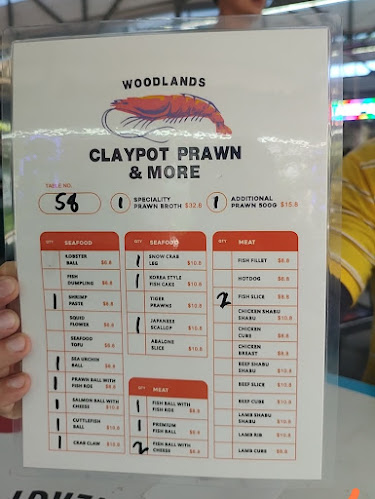 WOODLANDS
CLAYPOT PRAWN
& MORE
TABLE NO.
58
1 SPECIALITY PRAWN BROTH $32.8
1 ADDITIONAL PRAWN 500G $15.8
QTY SEAFOOD
LOBSTER BALL $6.8
FISH DUMPLING $8.8
1 SHRIMP PASTE $8.8
SQUID FLOWER $8.8
SEAFOOD TOFU $8.8
1 SEA URCHIN BALL $8.8
1 PRAWN BALL WITH FISH ROE $8.8
1 SALMON BALL WITH CHEESE $10.8
1 CUTTLEFISH BALL $10.8
1 CRAB CLAW $10.8
QTY SEAFOOD
1 SNOW CRAB LEG $10.8
1 KOREA STYLE FISH CAKE $10.8
TIGER PRAWNS $10.8
1 JAPANESE SCALLOP $10.8
ABALONE SLICE $10.8
QTY MEAT
1 FISH BALL WITH FISH ROE $8.8
1 PREMIUM FISH BALL $8.8
2 FISH BALL WITH CHEESE $8.8
QTY MEAT
FISH FILLET $8.8
HOTDOG $8.8
2 FISH SLICE $8.8
CHICKEN SHABU SHABU $10.8
CHICKEN CUBE $8.8
CHICKEN BREAST $8.8
BEEF SHABU SHABU $10.8
BEEF SLICE $10.8
BEEF CUBE $10.8
LAMB SHABU SHABU $10.8
LAMB RIB $10.8
LAMB CUBE $8.8